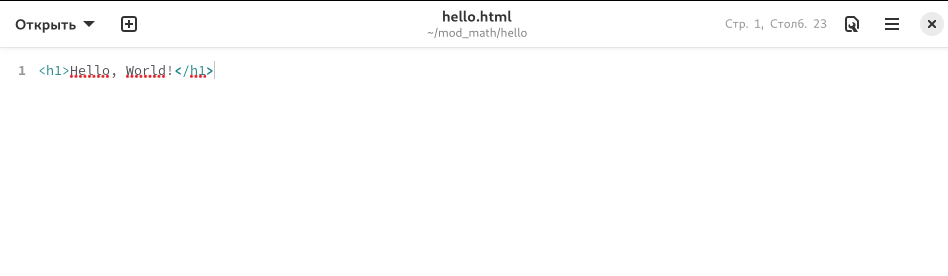 Открыть
hello.html
~/mod_math/hello
Стр. 1, Столб. 23
1 <h1>Hello, World!</h1>